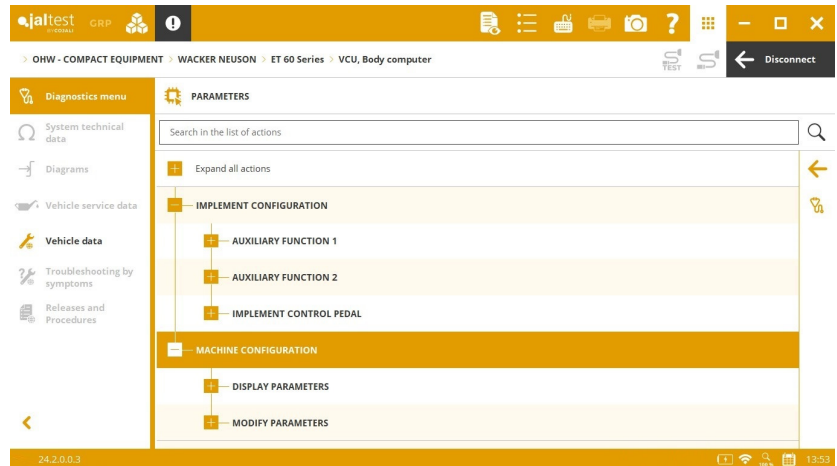 jaltest GRP
BY COJALI
> OHW - COMPACT EQUIPMENT > WACKER NEUSON > ET 60 Series > VCU, Body computer
TEST
Disconnect
Diagnostics menu
PARAMETERS
System technical
data
Search in the list of actions
Diagrams
Expand all actions
Vehicle service data
IMPLEMENT CONFIGURATION
Vehicle data
AUXILIARY FUNCTION 1
Troubleshooting by
symptoms
AUXILIARY FUNCTION 2
Releases and
Procedures
IMPLEMENT CONTROL PEDAL
MACHINE CONFIGURATION
DISPLAY PARAMETERS
MODIFY PARAMETERS
24.2.0.0.3
100 %
13:53